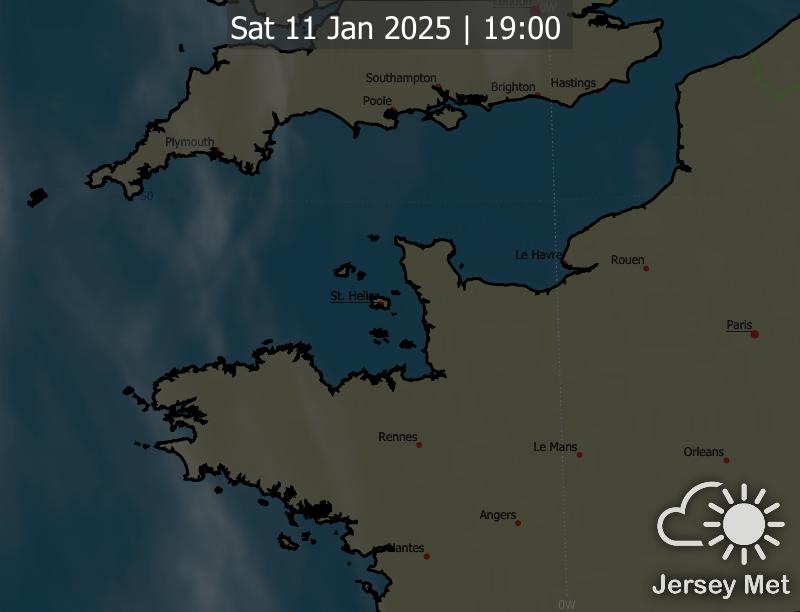 London
0W
Sat 11 Jan 2025 | 19:00
Southampton
Brighton
Hastings
Poole
Plymouth
50
Le Havre
Rouen
St. Helier
Paris
Rennes
Le Mans
Orleans
Angers
Nantes
Jersey Met
0W